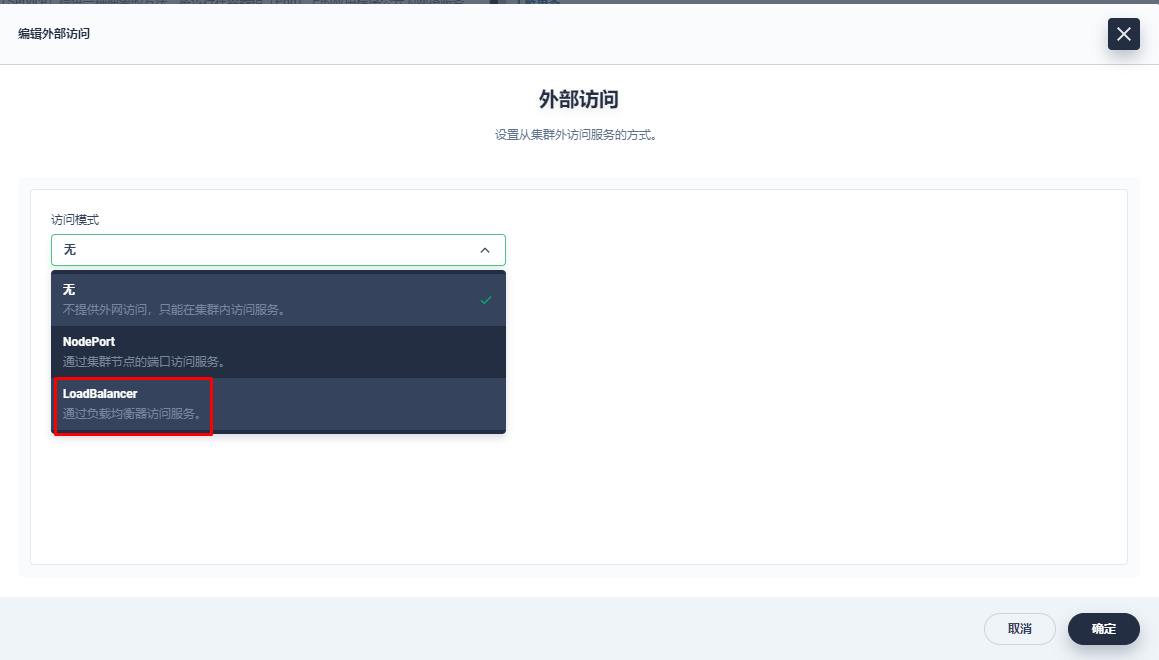 编辑外部访问
外部访问
设置从集群外访问服务的方式。
访问模式
无
无
不提供外网访问，只能在集群内访问服务。
NodePort
通过集群节点的端口访问服务。
LoadBalancer
通过负载均衡器访问服务。
取消
确定